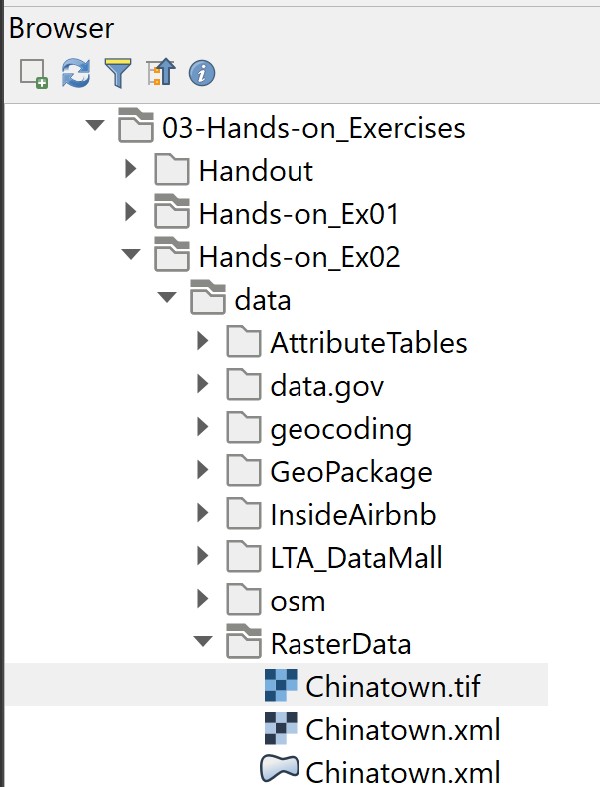 Browser
03-Hands-on_Exercises
Handout
Hands-on_Ex01
Hands-on_Ex02
data
AttributeTables
data.gov
geocoding
GeoPackage
InsideAirbnb
LTA_DataMall
osm
RasterData
Chinatown.tif
Chinatown.xml
Chinatown.xml